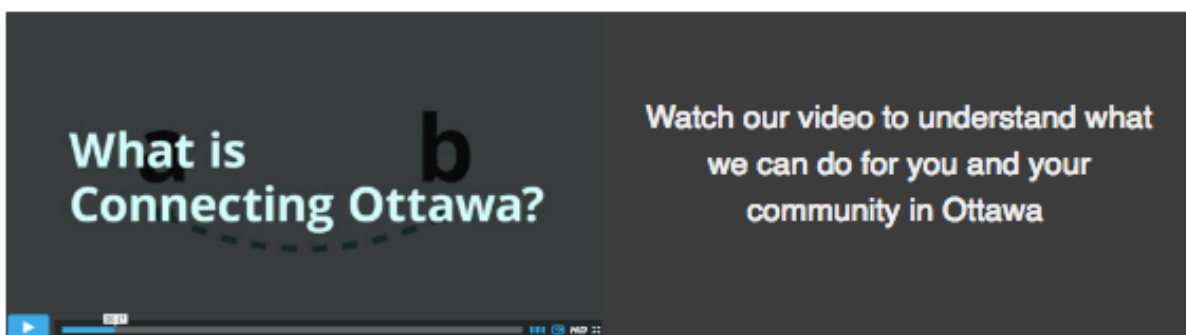 a
b
What is
Connecting Ottawa?
HD
Watch our video to understand what
we can do for you and your
community in Ottawa